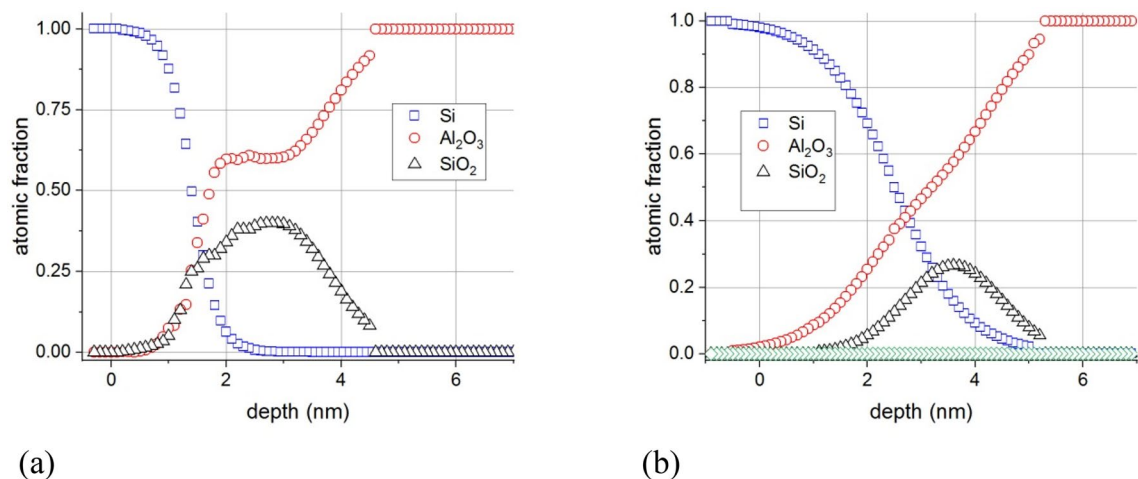 1.00
0.75
0.50
0.25
0.00
atomic fraction
Si
Al₂O₃
SiO₂
0 2 4 6
depth (nm)
(a)
1.0
0.8
0.6
0.4
0.2
0.0
atomic fraction
Si
Al₂O₃
SiO₂
0 2 4 6
depth (nm)
(b)